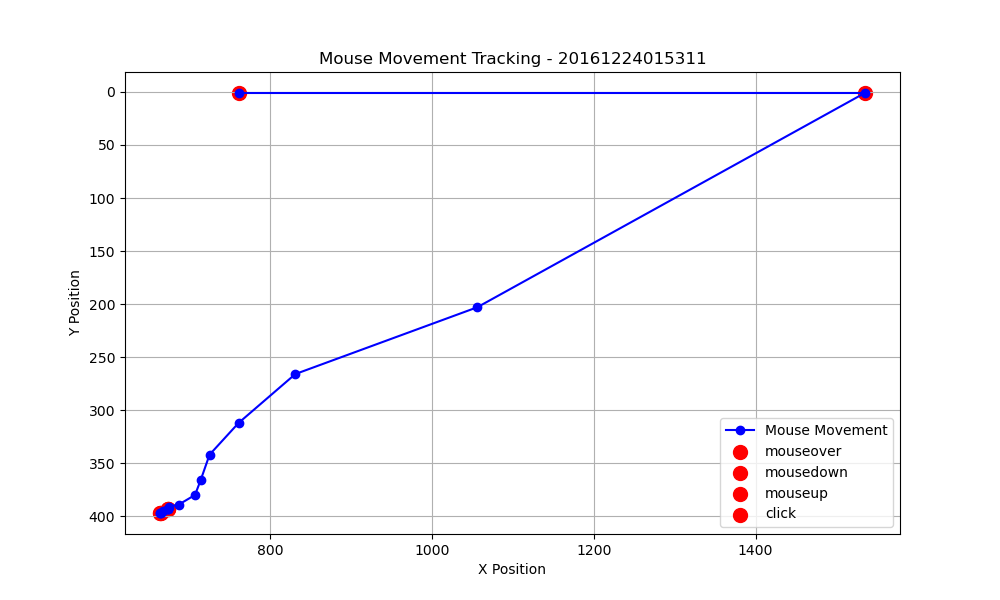 Mouse Movement Tracking - 20161224015311
0
50
100
150
200
250
300
350
400
Y Position
800
1000
1200
1400
X Position
Mouse Movement
mouseover
mousedown
mouseup
click